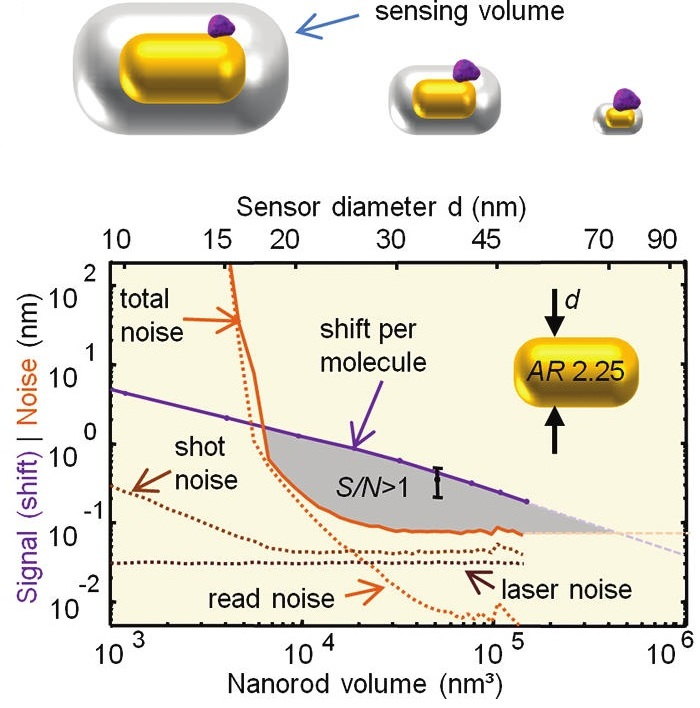 sensing volume
Sensor diameter d (nm)
10 15 20 30 45 70 90
Signal (shift) | Noise (nm)
10 2
10 1
10 0
10 -1
10 -2
total
noise
shift per
molecule
d
AR 2.25
shot
noise
S/N>1
read noise
laser noise
10 3 10 4 10 5 10 6
Nanorod volume (nm³)